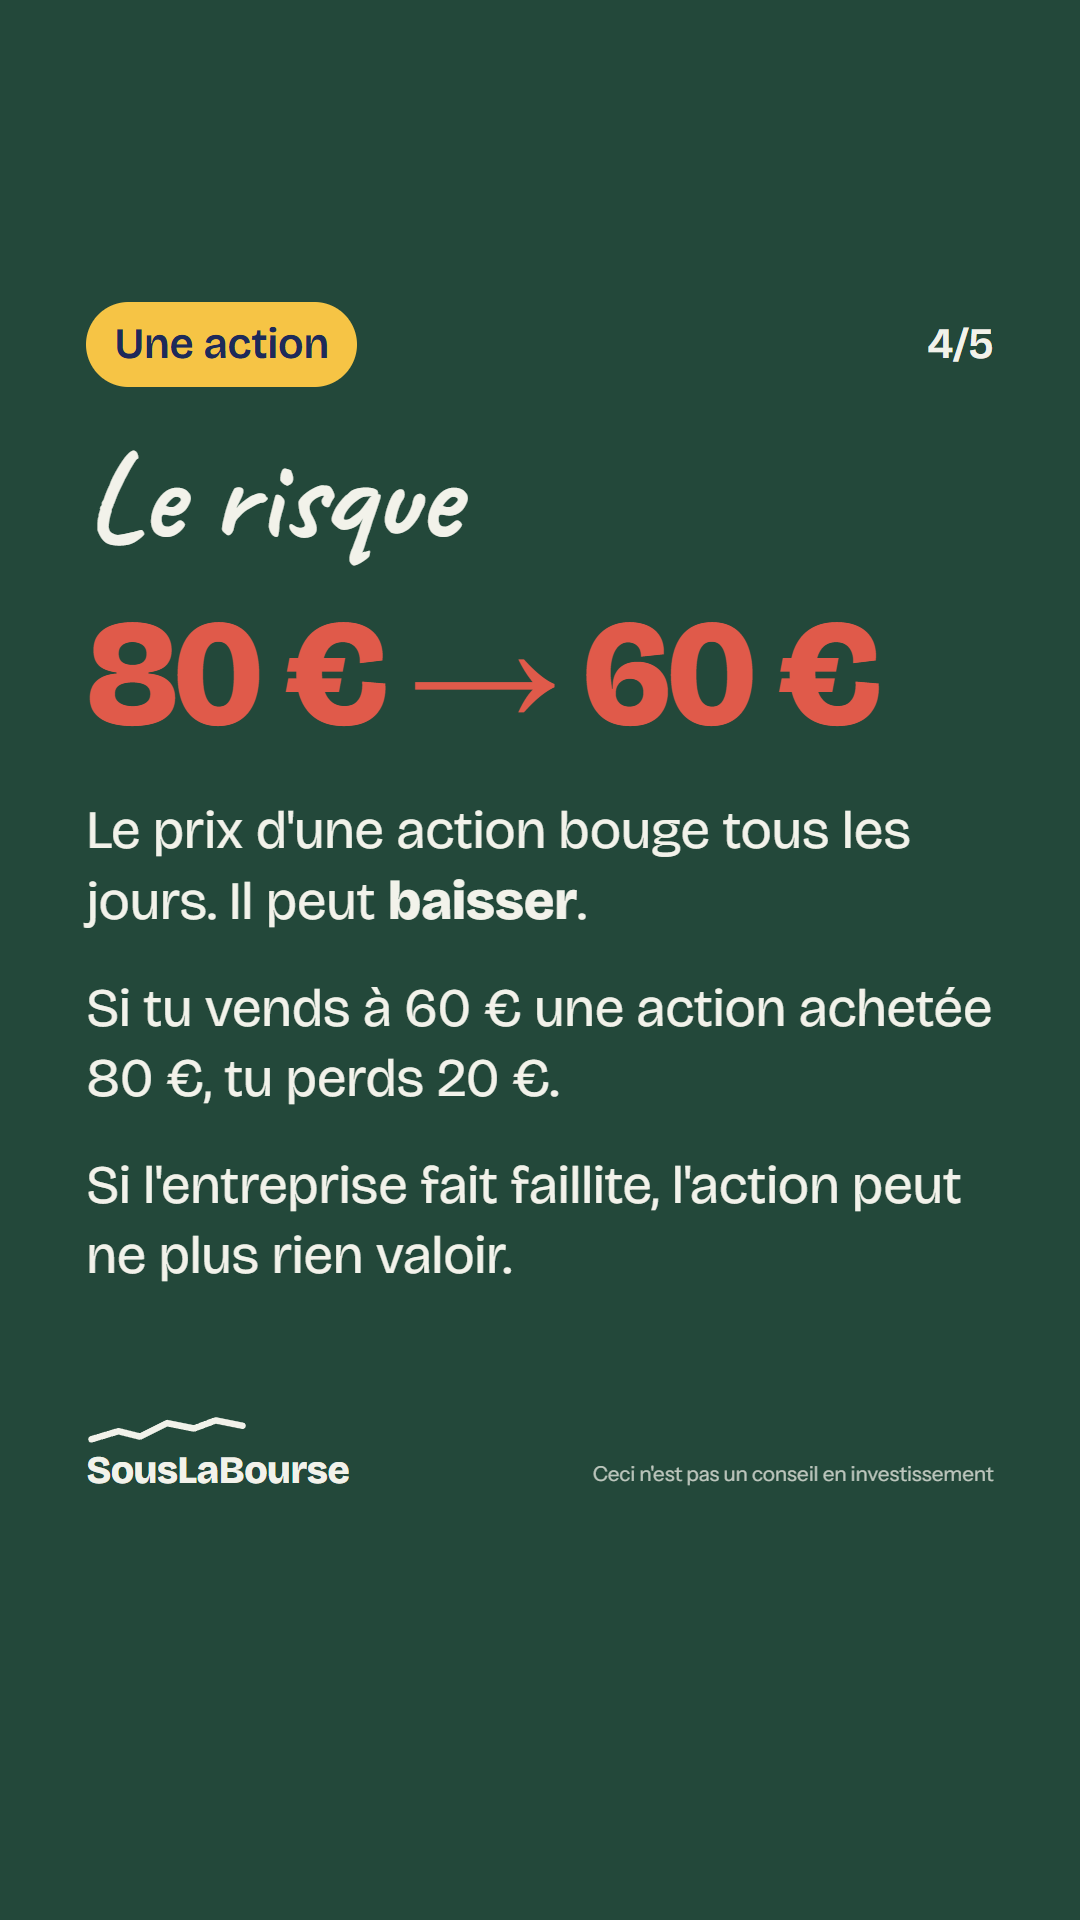 Une action
4/5
Le risque
80 € → 60 €
Le prix d'une action bouge tous les
jours. Il peut baisser.
Si tu vends à 60 € une action achetée
80 €, tu perds 20 €.
Si l'entreprise fait faillite, l'action peut
ne plus rien valoir.
SousLaBourse
Ceci n'est pas un conseil en investissement